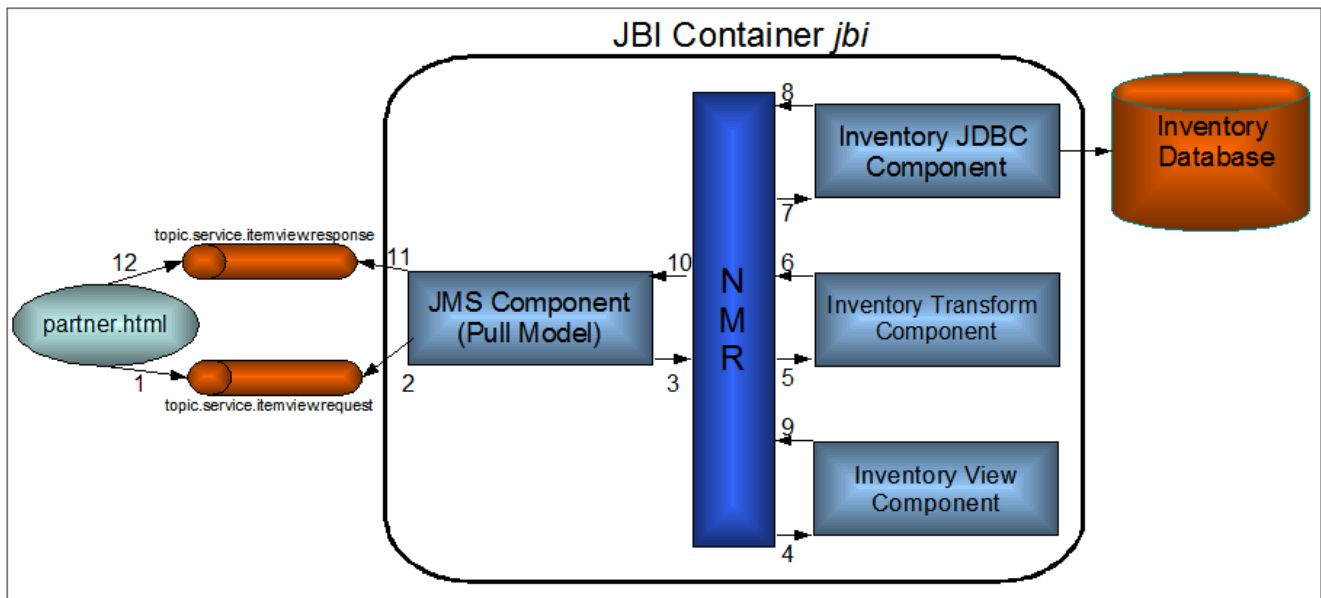 JBI Container jbi
8
Inventory JDBC
Component
Inventory
Database
7
topic.service.itemview.response
12
11
10
6
partner.html
JMS Component
(Pull Model)
N
M
R
Inventory Transform
Component
1
2
3
5
topic.service.itemview.request
9
Inventory View
Component
4